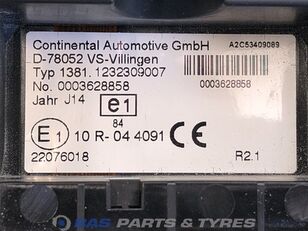 Continental Automotive GmbH A2C53409089
D-78052 VS-Villingen
Typ 1381.1232309007
No. 0003628858 0003628858
Jahr J14 e1
84
E1 10 R- 04 4091 CE
22076018 R2.1
BAS PARTS & TYRES